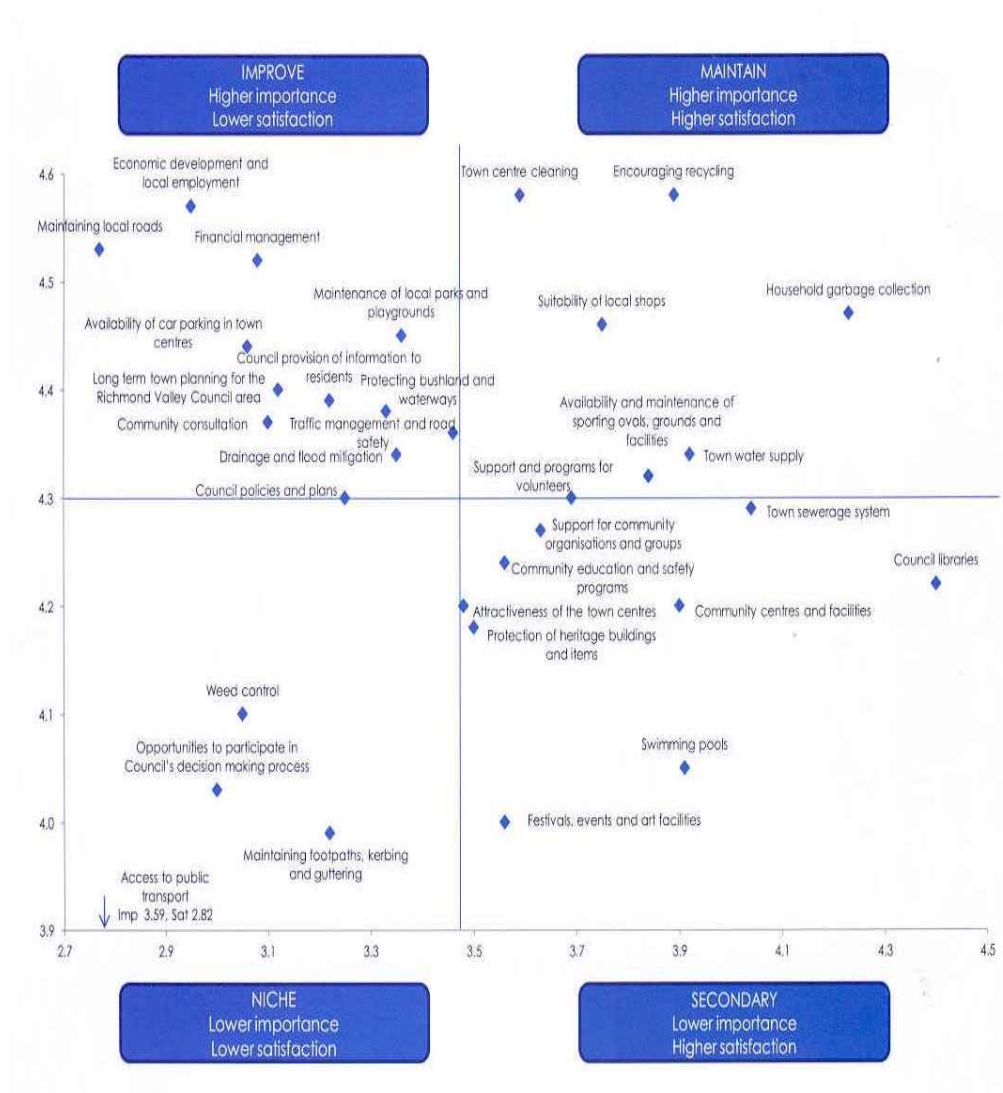 IMPROVE
Higher importance
Lower satisfaction
MAINTAIN
Higher importance
Higher satisfaction
4.6
4.5
4.4
4.3
4.2
4.1
4.0
3.9
Economic development and
local employment
Maintaining local roads
Financial management
Maintenance of local parks and
playgrounds
Availability of car parking in town
centres
Council provision of information to
residents
Long term town planning for the
Richmond Valley Council area
Protecting bushland and
waterways
Community consultation
Traffic management and road
safety
Drainage and flood mitigation
Council policies and plans
Town centre cleaning
Encouraging recycling
Suitability of local shops
Household garbage collection
Availability and maintenance of
sporting ovals, grounds and
facilities
Town water supply
Support and programs for
volunteers
Town sewerage system
Support for community
organisations and groups
Council libraries
Community education and safety
programs
Attractiveness of the town centres
Community centres and facilities
Protection of heritage buildings
and items
Weed control
Opportunities to participate in
Council's decision making process
Swimming pools
Festivals, events and art facilities
Maintaining footpaths, kerbing
and guttering
Access to public
transport
Imp 3.59, Sat 2.82
2.7
2.9
3.1
3.3
3.5
3.7
3.9
4.1
4.3
4.5
NICHE
Lower importance
Lower satisfaction
SECONDARY
Lower importance
Higher satisfaction